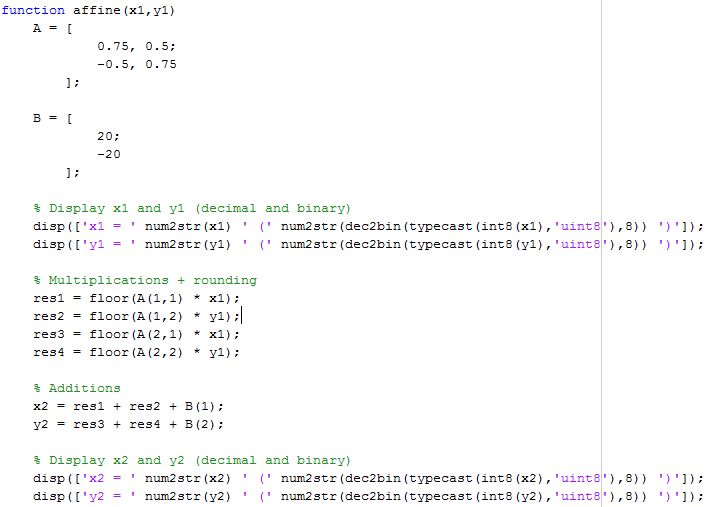 function affine(x1,y1)
A = [
0.75, 0.5;
-0.5, 0.75
];
B = [
20;
-20
];
% Display x1 and y1 (decimal and binary)
disp(['x1 = ' num2str(x1) ' (' num2str(dec2bin(typecast(int8(x1),'uint8'),8)) ')']);
disp(['y1 = ' num2str(y1) ' (' num2str(dec2bin(typecast(int8(y1),'uint8'),8)) ')']);
% Multiplications + rounding
res1 = floor(A(1,1) * x1);
res2 = floor(A(1,2) * y1);
res3 = floor(A(2,1) * x1);
res4 = floor(A(2,2) * y1);
% Additions
x2 = res1 + res2 + B(1);
y2 = res3 + res4 + B(2);
% Display x2 and y2 (decimal and binary)
disp(['x2 = ' num2str(x2) ' (' num2str(dec2bin(typecast(int8(x2),'uint8'),8)) ')']);
disp(['y2 = ' num2str(y2) ' (' num2str(dec2bin(typecast(int8(y2),'uint8'),8)) ')']);